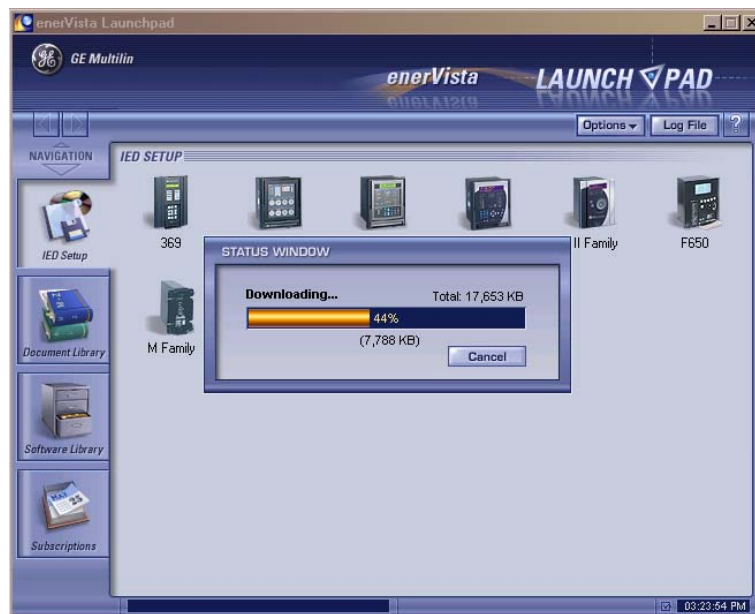 enerVista Launchpad
GE Multilin
enerVista LAUNCH PAD
Options Log File ?
NAVIGATION IED SETUP
IED Setup
369 II Family F650
STATUS WINDOW
Downloading... Total: 17,653 KB
44%
(7,788 KB)
Cancel
M Family
Document Library
Software Library
Subscriptions
03:23:54 PM